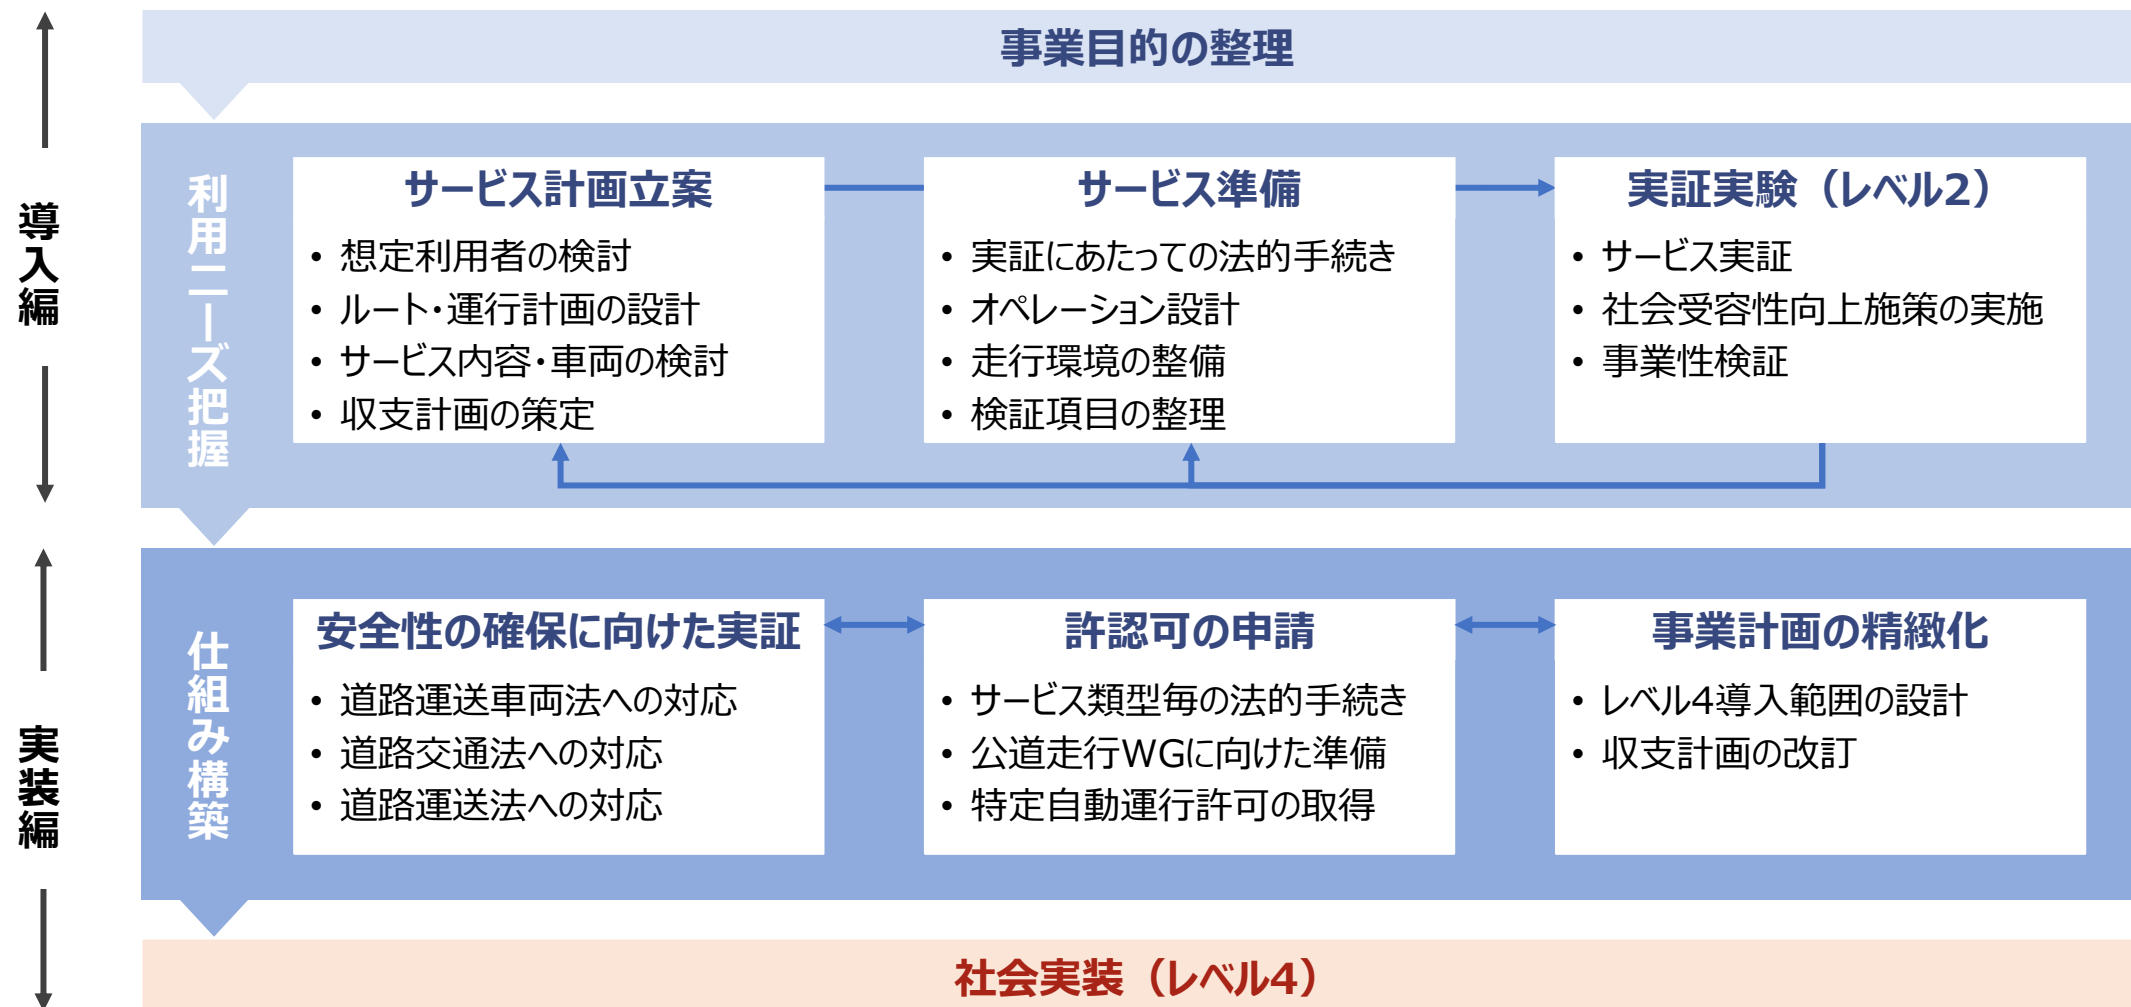 事業目的の整理
導入編
利用ニーズ把握
サービス計画立案
• 想定利用者の検討
• ルート・運行計画の設計
• サービス内容・車両の検討
• 収支計画の策定
サービス準備
• 実証にあたっての法的手続き
• オペレーション設計
• 走行環境の整備
• 検証項目の整理
実証実験（レベル2）
• サービス実証
• 社会受容性向上施策の実施
• 事業性検証
実装編
仕組み構築
安全性の確保に向けた実証
• 道路運送車両法への対応
• 道路交通法への対応
• 道路運送法への対応
許認可の申請
• サービス類型毎の法的手続き
• 公道走行WGに向けた準備
• 特定自動運行許可の取得
事業計画の精緻化
• レベル4導入範囲の設計
• 収支計画の改訂
社会実装（レベル4）